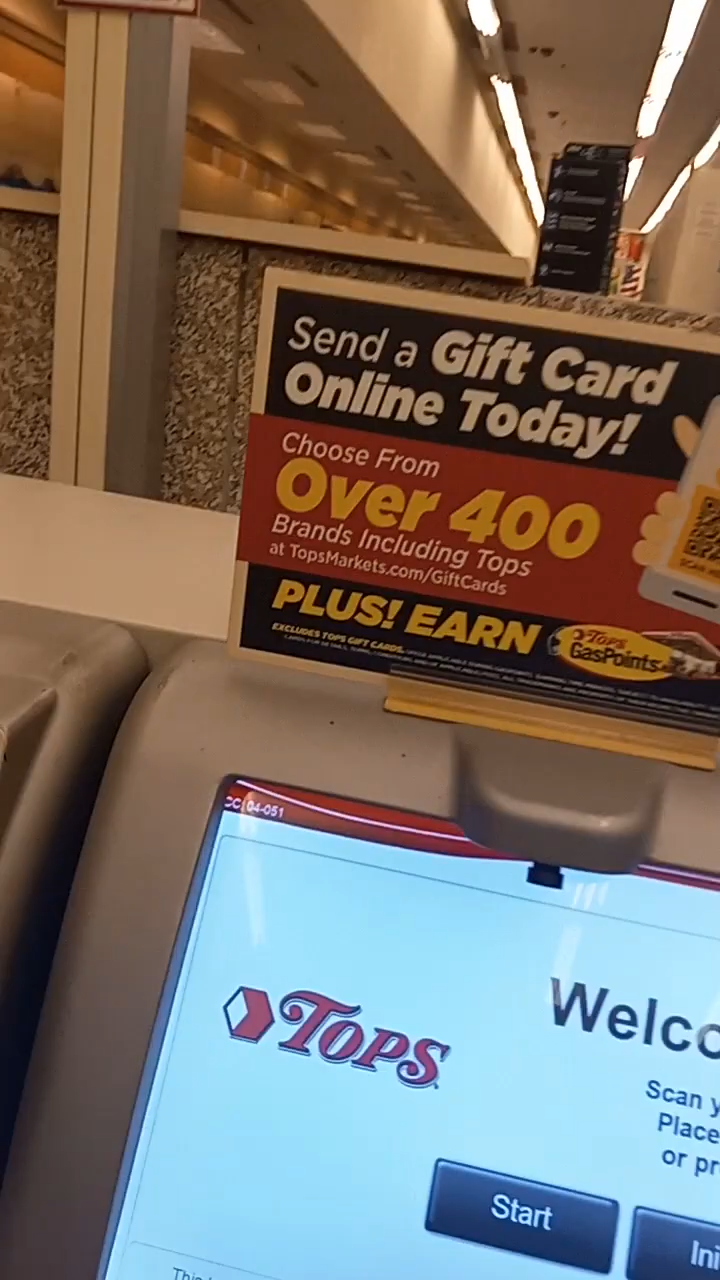 Send a Gift Card
Online Today!
Choose From
Over 400
Brands Including Tops
at TopsMarkets.com/GiftCards
PLUS! EARN
Tops
GasPoints
EXCLUDES TOPS GIFT CARDS.
04-051
TOPS
Welco
Scan y
Place
or pr
Start
Ini